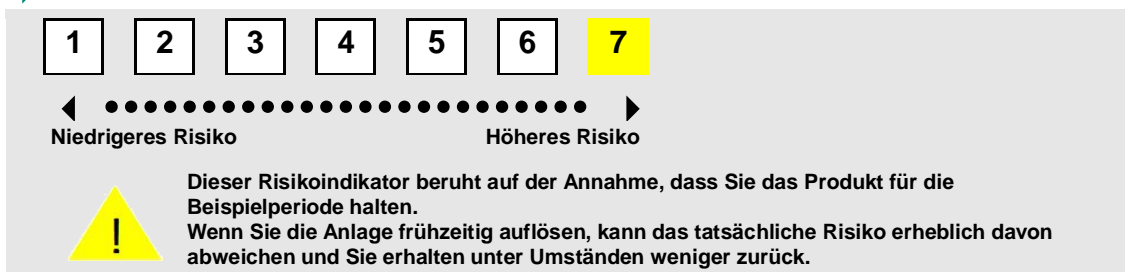 1 2 3 4 5 6 7
Niedrigeres Risiko Höheres Risiko
Dieser Risikoindikator beruht auf der Annahme, dass Sie das Produkt für die
Beispielperiode halten.
! Wenn Sie die Anlage frühzeitig auflösen, kann das tatsächliche Risiko erheblich davon
abweichen und Sie erhalten unter Umständen weniger zurück.